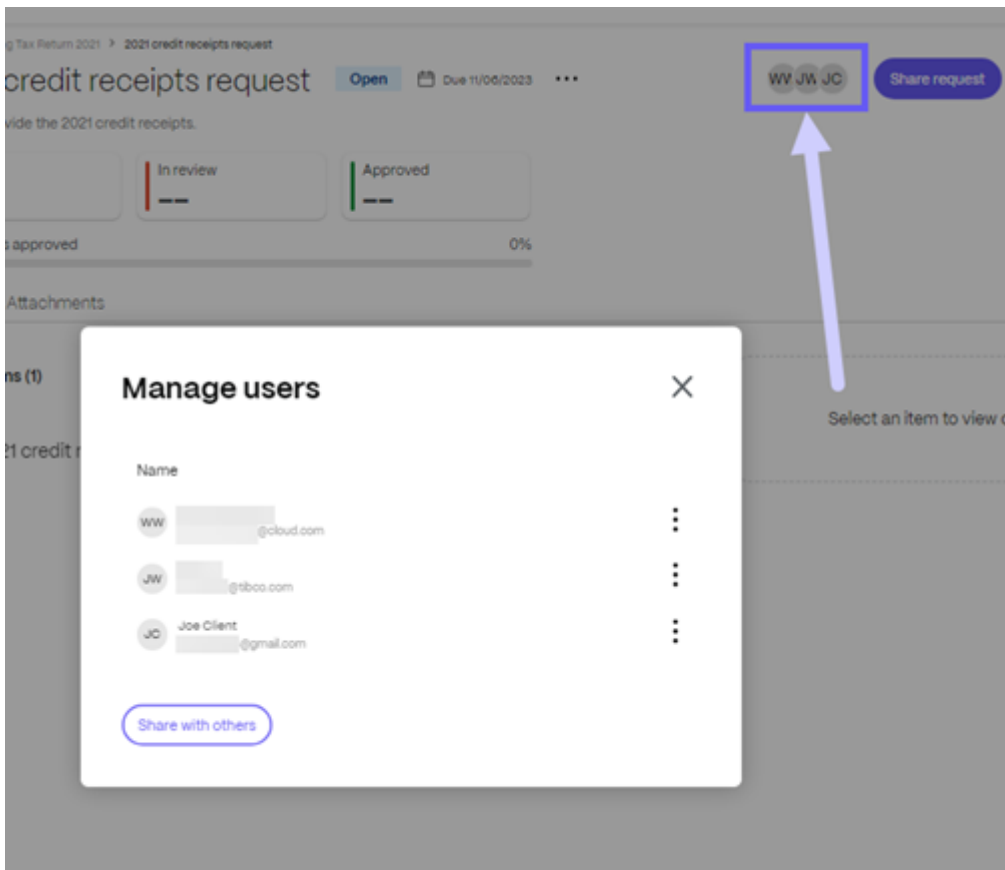 g Tax Return 2021 > 2021 credit receipts request
credit receipts request Open Due 11/06/2023 •••
WW JW JC Share request
vide the 2021 credit receipts.
In review Approved
-- --
s approved 0%
Attachments
ns (1)
Manage users
Select an item to view
21 credit r
Name
WW
@cloud.com
JW
@tibco.com
JC Joe Client
@gmail.com
Share with others